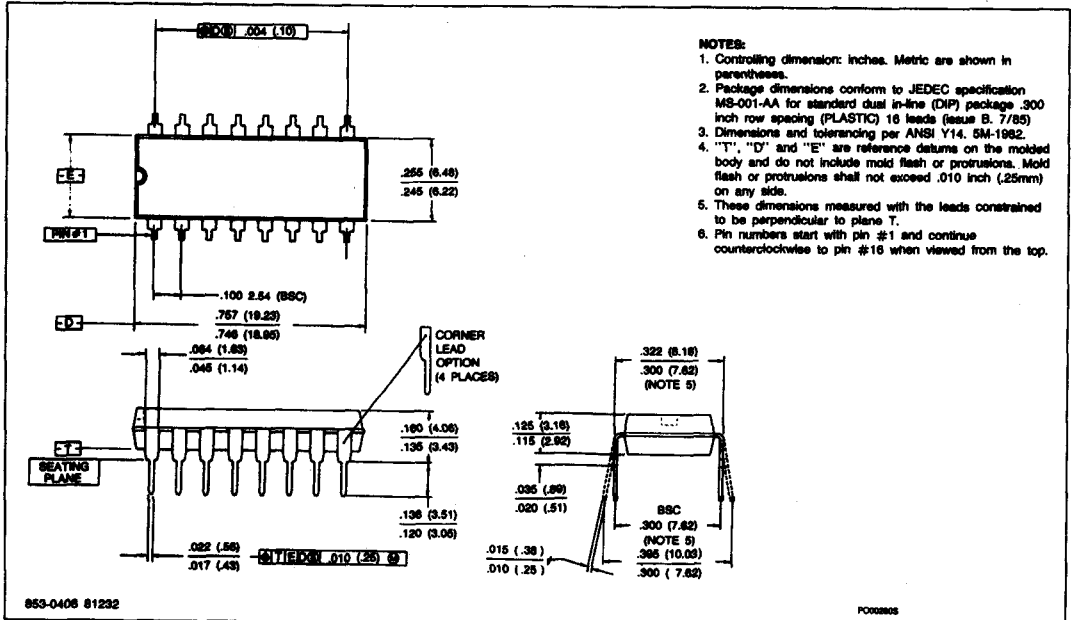 .004 (.10)
NOTES:
1. Controlling dimension: inches. Metric are shown in
parentheses.
2. Package dimensions conform to JEDEC specification
MS-001-AA for standard dual in-line (DIP) package .300
inch row spacing (PLASTIC) 16 leads (issue B. 7/85)
3. Dimensions and tolerancing per ANSI Y14. 5M-1982.
4. "T", "D" and "E" are reference datums on the molded
body and do not include mold flash or protrusions. Mold
flash or protrusions shall not exceed .010 inch (.25mm)
on any side.
5. These dimensions measured with the leads constrained
to be perpendicular to plane T.
6. Pin numbers start with pin #1 and continue
counterclockwise to pin #16 when viewed from the top.
-E-
.255 (6.48)
.245 (6.22)
PIN #1
.100 2.54 (BSC)
-D-
.757 (19.23)
.746 (18.95)
.064 (1.63)
.045 (1.14)
CORNER
LEAD
OPTION
(4 PLACES)
.322 (8.18)
.300 (7.62)
(NOTE 5)
.160 (4.06)
.135 (3.43)
.125 (3.18)
.115 (2.92)
-T-
SEATING
PLANE
.035 (.89)
.020 (.51)
.138 (3.51)
.120 (3.05)
BSC
.300 (7.62)
(NOTE 5)
.395 (10.03)
.300 ( 7.62)
.022 (.56)
.017 (.43)
T E D .010 (.25) M
.015 ( .38 )
.010 ( .25 )
853-0406 81232
PO00280S